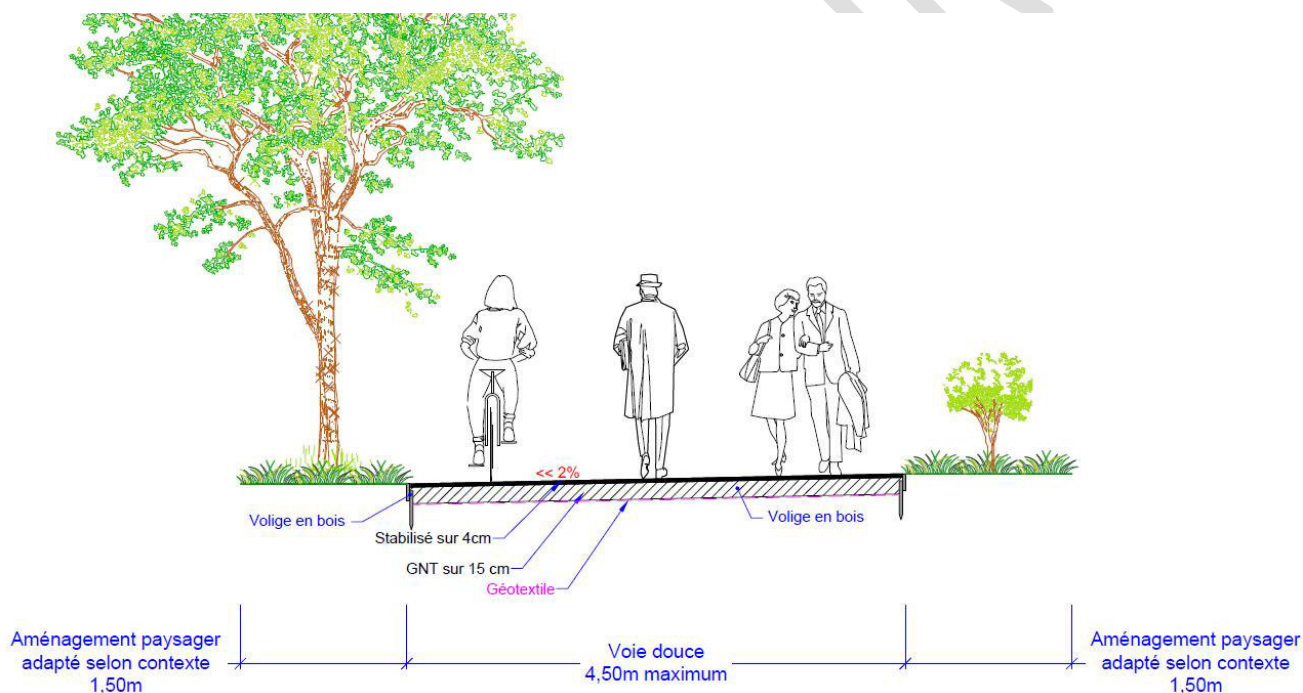 << 2%
Volige en bois
Volige en bois
Stabilisé sur 4cm
GNT sur 15 cm
Géotextile
Aménagement paysager
adapté selon contexte
1,50m
Voie douce
4,50m maximum
Aménagement paysager
adapté selon contexte
1,50m